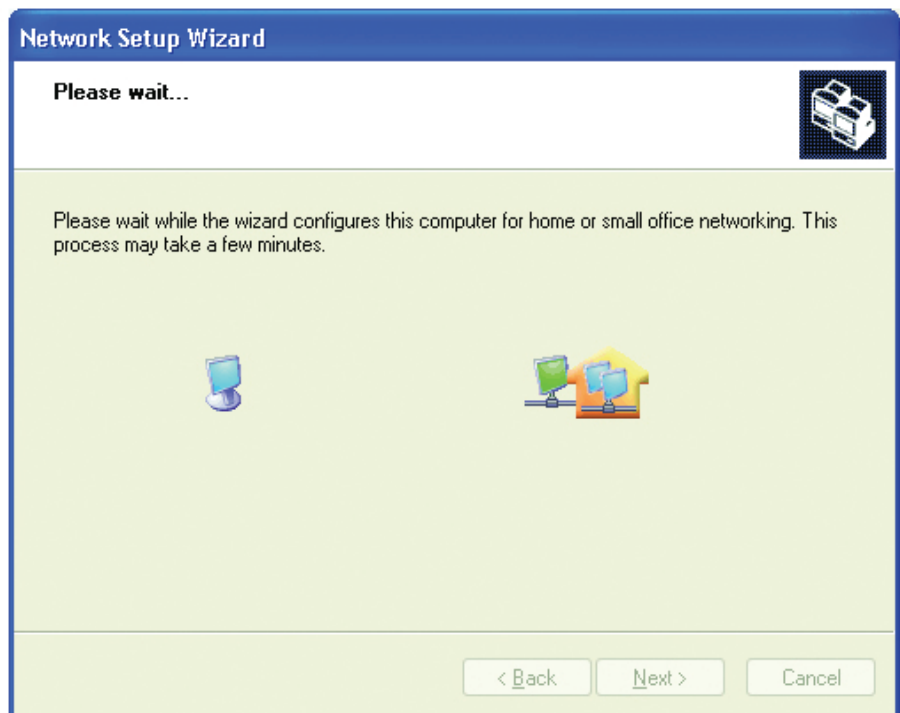 Network Setup Wizard
Please wait...
Please wait while the wizard configures this computer for home or small office networking. This
process may take a few minutes.
< Back
Next >
Cancel